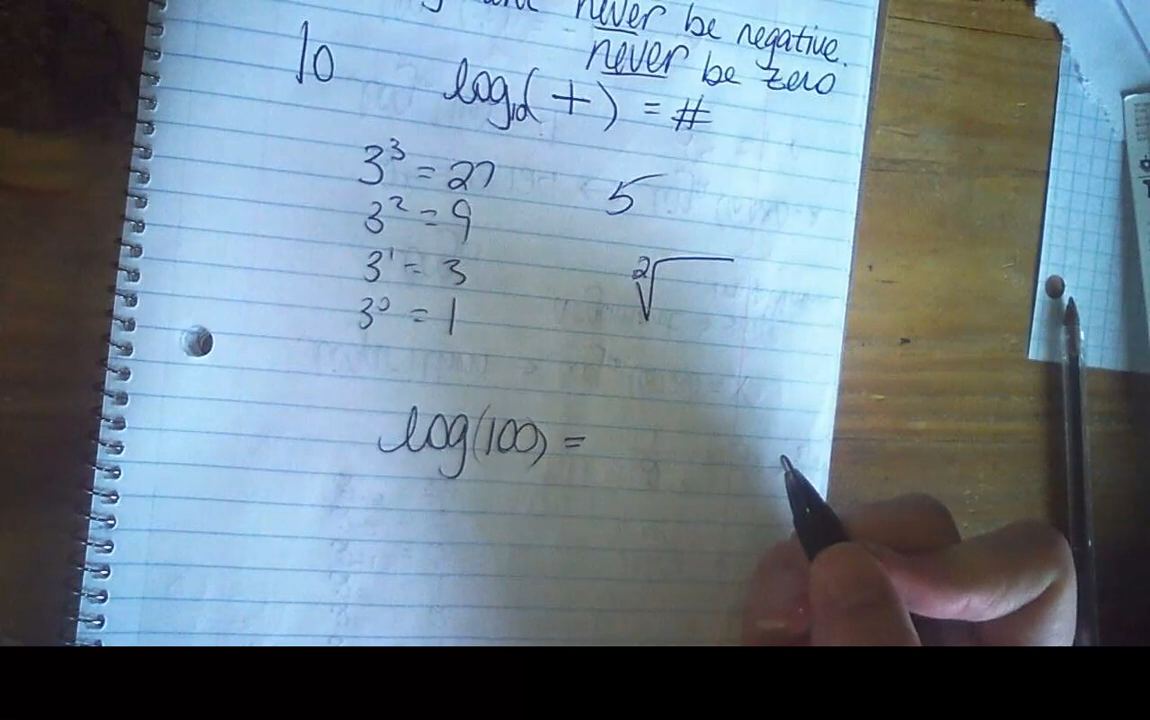 never be negative.
never be zero
10
log₁₀(+) = #
3³ = 27
3² = 9
3¹ = 3
3⁰ = 1
5
²√
log(100) =